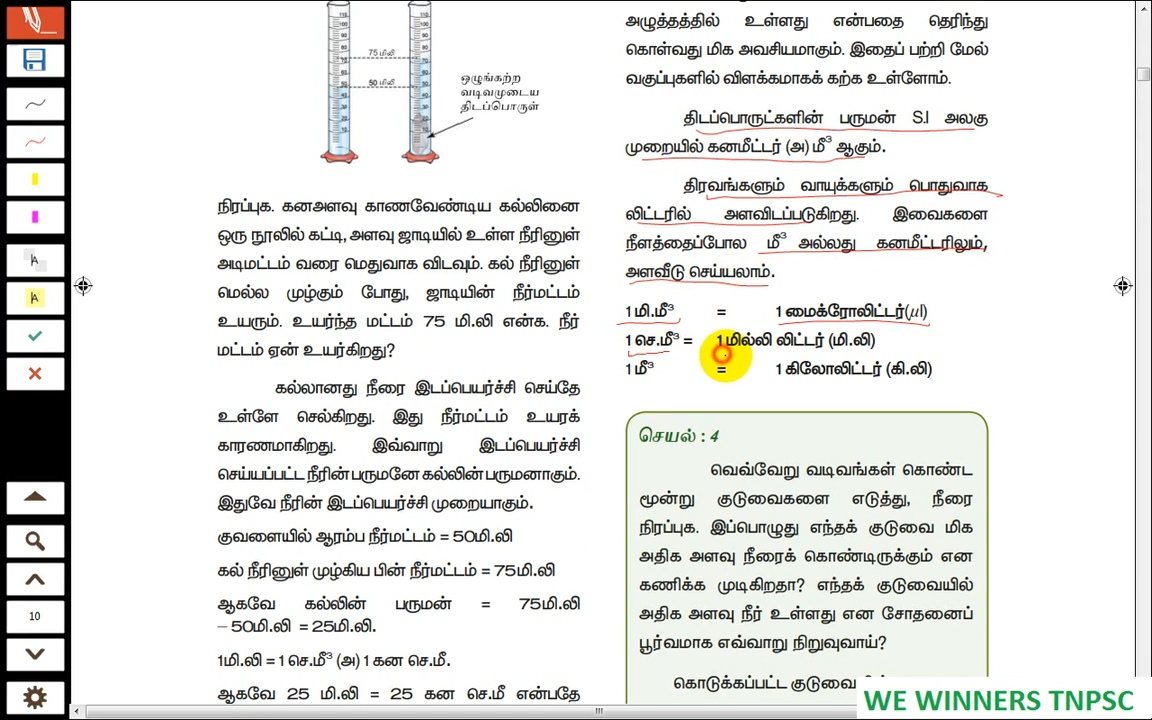 75 மிலி
50 மிலி
ஒழுங்கற்ற
வடிவமுடைய
திடப்பொருள்
நிரப்புக. கனஅளவு காணவேண்டிய கல்லினை
ஒரு நூலில் கட்டி, அளவு ஜாடியில் உள்ள நீரினுள்
அடிமட்டம் வரை மெதுவாக விடவும். கல் நீரினுள்
மெல்ல முழ்கும் போது, ஜாடியின் நீர்மட்டம்
உயரும். உயர்ந்த மட்டம் 75 மி.லி என்க. நீர்
மட்டம் ஏன் உயர்கிறது?
கல்லானது நீரை இடப்பெயர்ச்சி செய்தே
உள்ளே செல்கிறது. இது நீர்மட்டம் உயரக்
காரணமாகிறது. இவ்வாறு இடப்பெயர்ச்சி
செய்யப்பட்ட நீரின் பருமனே கல்லின் பருமனாகும்.
இதுவே நீரின் இடப்பெயர்ச்சி முறையாகும்.
குவளையில் ஆரம்ப நீர்மட்டம் = 50மி.லி
கல் நீரினுள் முழ்கிய பின் நீர்மட்டம் = 75மி.லி
ஆகவே கல்லின் பருமன் = 75மி.லி
– 50மி.லி = 25மி.லி.
1மி.லி = 1 செ.மீ³ (அ) 1 கன செ.மீ.
ஆகவே 25 மி.லி = 25 கன செ.மீ என்பதே
அழுத்தத்தில் உள்ளது என்பதை தெரிந்து
கொள்வது மிக அவசியமாகும். இதைப் பற்றி மேல்
வகுப்புகளில் விளக்கமாகக் கற்க உள்ளோம்.
திடப்பொருட்களின் பருமன் S.I அலகு
முறையில் கனமீட்டர் (அ) மீ³ ஆகும்.
திரவங்களும் வாயுக்களும் பொதுவாக
லிட்டரில் அளவிடப்படுகிறது. இவைகளை
நீளத்தைப்போல மீ³ அல்லது கனமீட்டரிலும்,
அளவீடு செய்யலாம்.
1 மி.மீ³ = 1 மைக்ரோலிட்டர்(µl)
1 செ.மீ³ = 1 மில்லி லிட்டர் (மி.லி)
1 மீ³ = 1 கிலோலிட்டர் (கி.லி)
செயல் : 4
வெவ்வேறு வடிவங்கள் கொண்ட
மூன்று குடுவைகளை எடுத்து, நீரை
நிரப்புக. இப்பொழுது எந்தக் குடுவை மிக
அதிக அளவு நீரைக் கொண்டிருக்கும் என
கணிக்க முடிகிறதா? எந்தக் குடுவையில்
அதிக அளவு நீர் உள்ளது என சோதனைப்
பூர்வமாக எவ்வாறு நிறுவுவாய்?
கொடுக்கப்பட்ட
10
WE WINNERS TNPSC